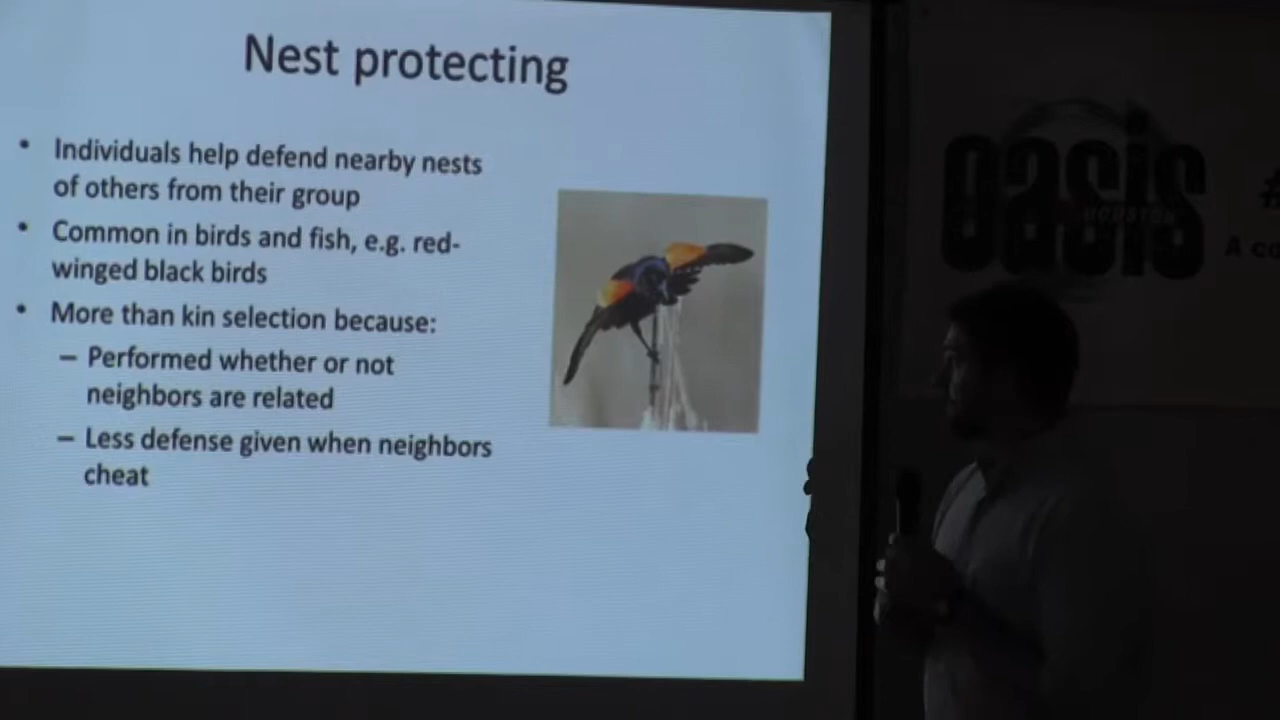 Nest protecting
• Individuals help defend nearby nests
of others from their group
• Common in birds and fish, e.g. red-
winged black birds
• More than kin selection because:
– Performed whether or not
neighbors are related
– Less defense given when neighbors
cheat
oasis
HOUSTON
A co